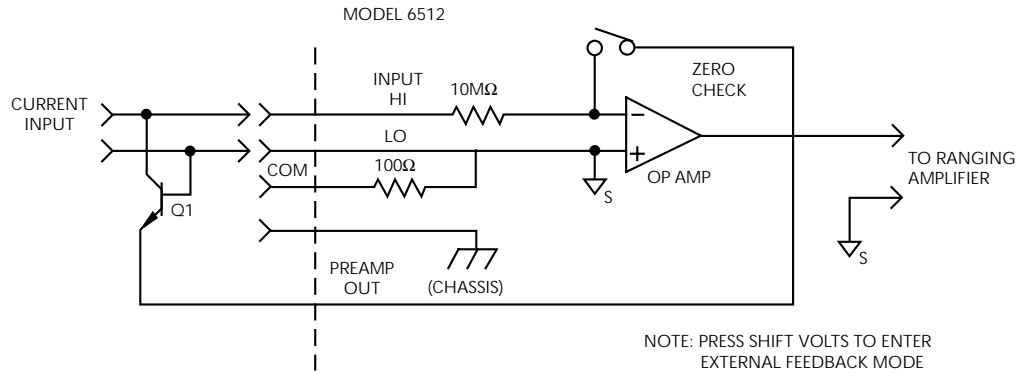 MODEL 6512
CURRENT
INPUT
INPUT
HI
10MΩ
ZERO
CHECK
LO
COM
100Ω
OP AMP
S
TO RANGING
AMPLIFIER
S
Q1
PREAMP
OUT
(CHASSIS)
NOTE: PRESS SHIFT VOLTS TO ENTER
EXTERNAL FEEDBACK MODE